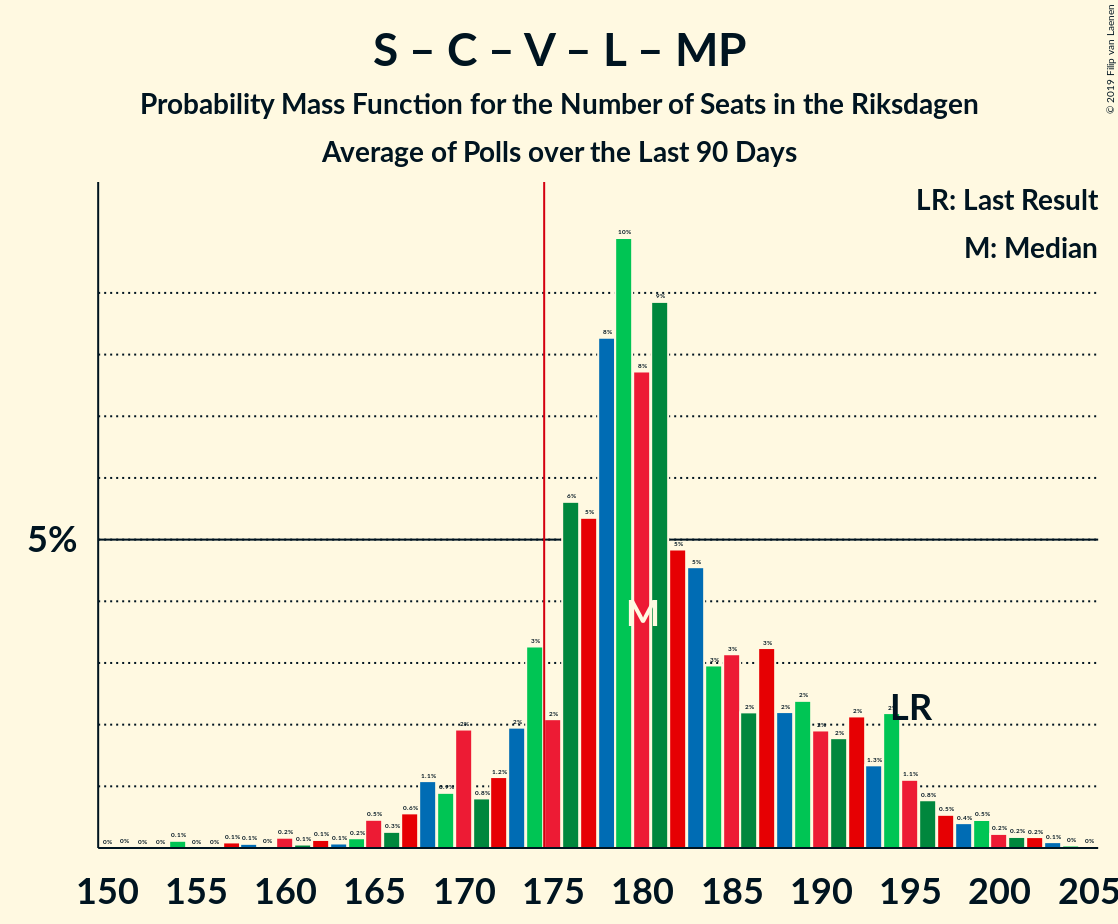 S – C – V – L – MP
Probability Mass Function for the Number of Seats in the Riksdagen
Average of Polls over the Last 90 Days
© 2019 Filip van Laenen
LR: Last Result
M: Median
5%
0% 0% 0% 0% 0.1% 0% 0% 0.1% 0.1% 0% 0.2% 0.1% 0.1% 0.1% 0.2% 0.5% 0.3% 0.6% 1.1% 0.9% 2% 0.8% 1.2% 2% 3% 2% 6% 5% 8% 10% 8% 9% 5% 5% 3% 3% 2% 3% 2% 2% 2% 2% 2% 1.3% 2% 1.1% 0.8% 0.5% 0.4% 0.5% 0.2% 0.2% 0.2% 0.1% 0% 0%
M
LR
150 155 160 165 170 175 180 185 190 195 200 205